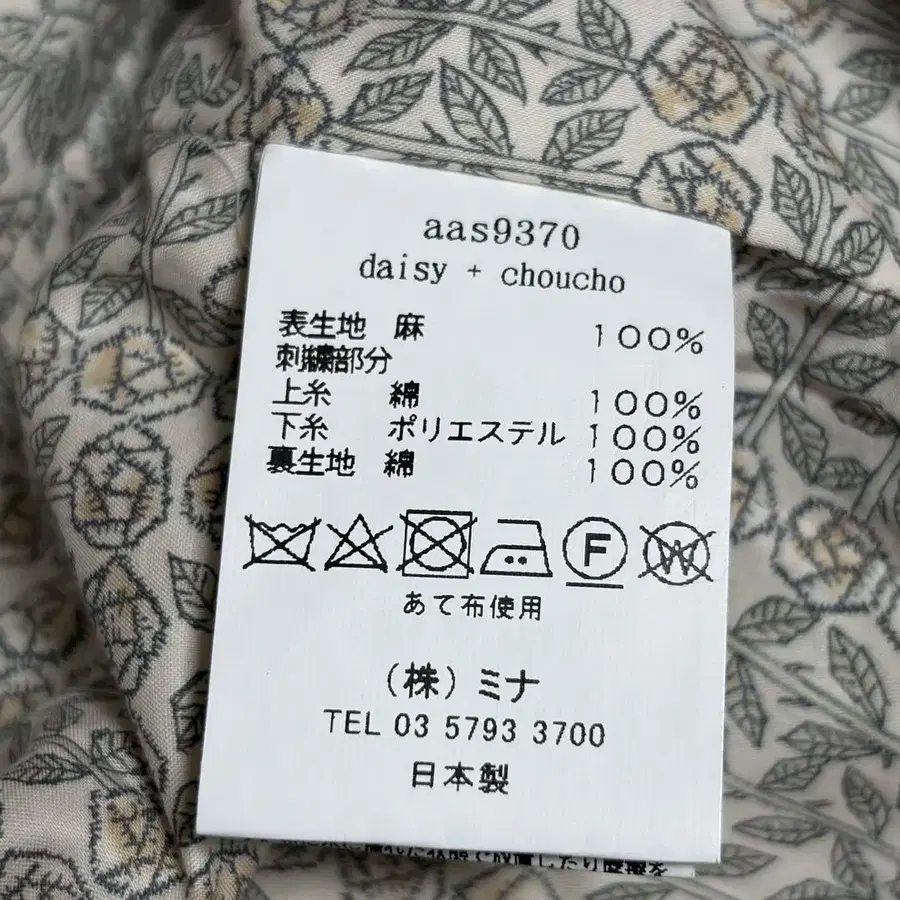 aas9370
daisy + choucho
表生地 麻 100%
刺繍部分
上糸 綿 100%
下糸 ポリエステル 100%
裏生地 綿 100%
F
W
あて布使用
(株)ミナ
TEL 03 5793 3700
日本製